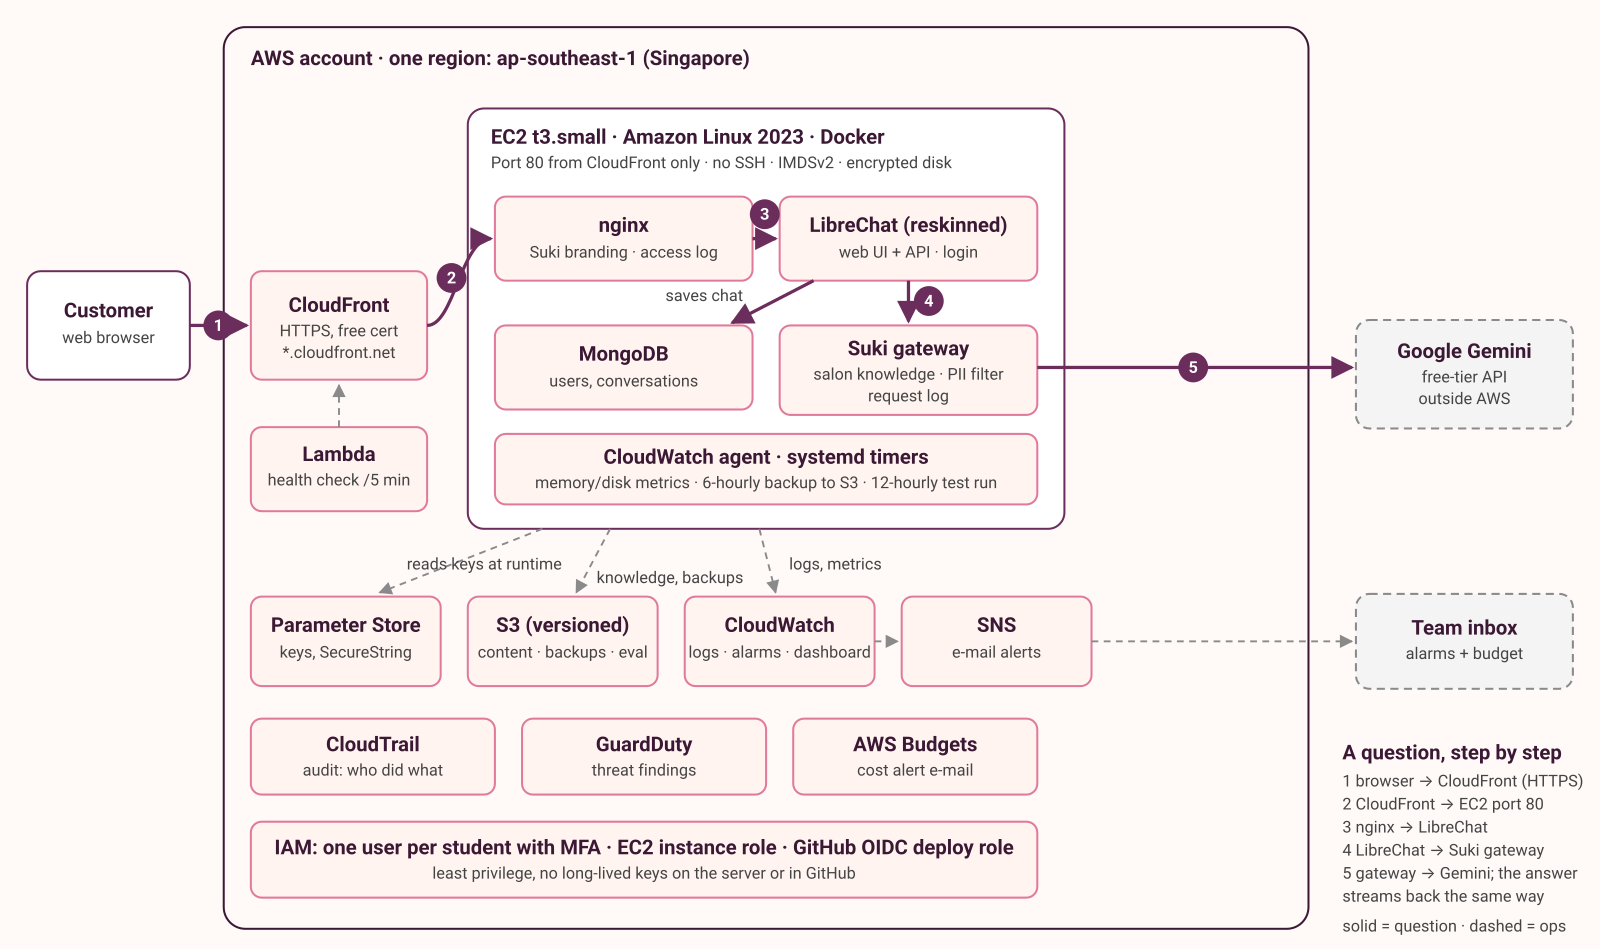 AWS account · one region: ap-southeast-1 (Singapore)
EC2 t3.small · Amazon Linux 2023 · Docker
Port 80 from CloudFront only · no SSH · IMDSv2 · encrypted disk
nginx
Suki branding · access log
3
LibreChat (reskinned)
web UI + API · login
Customer
web browser
1
CloudFront
HTTPS, free cert
*.cloudfront.net
2
saves chat
4
MongoDB
users, conversations
Suki gateway
salon knowledge · PII filter
request log
5
Google Gemini
free-tier API
outside AWS
Lambda
health check /5 min
CloudWatch agent · systemd timers
memory/disk metrics · 6-hourly backup to S3 · 12-hourly test run
reads keys at runtime
knowledge, backups
logs, metrics
Parameter Store
keys, SecureString
S3 (versioned)
content · backups · eval
CloudWatch
logs · alarms · dashboard
SNS
e-mail alerts
Team inbox
alarms + budget
CloudTrail
audit: who did what
GuardDuty
threat findings
AWS Budgets
cost alert e-mail
IAM: one user per student with MFA · EC2 instance role · GitHub OIDC deploy role
least privilege, no long-lived keys on the server or in GitHub
A question, step by step
1 browser → CloudFront (HTTPS)
2 CloudFront → EC2 port 80
3 nginx → LibreChat
4 LibreChat → Suki gateway
5 gateway → Gemini; the answer
streams back the same way
solid = question · dashed = ops